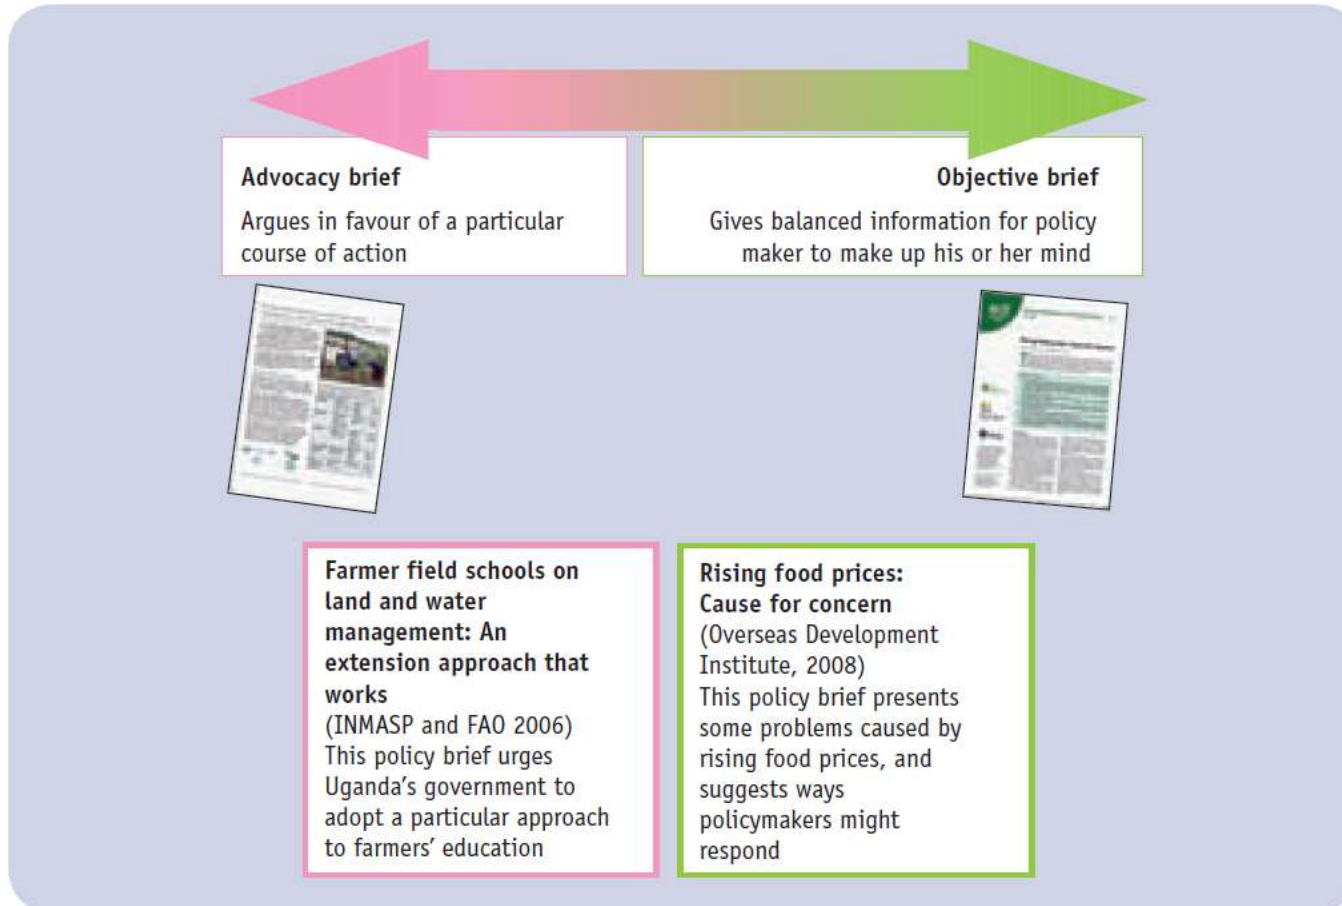 Advocacy brief
Argues in favour of a particular
course of action
Objective brief
Gives balanced information for policy
maker to make up his or her mind
Farmer field schools on
land and water
management: An
extension approach that
works
(INMASP and FAO 2006)
This policy brief urges
Uganda's government to
adopt a particular approach
to farmers' education
Rising food prices:
Cause for concern
(Overseas Development
Institute, 2008)
This policy brief presents
some problems caused by
rising food prices, and
suggests ways
policymakers might
respond